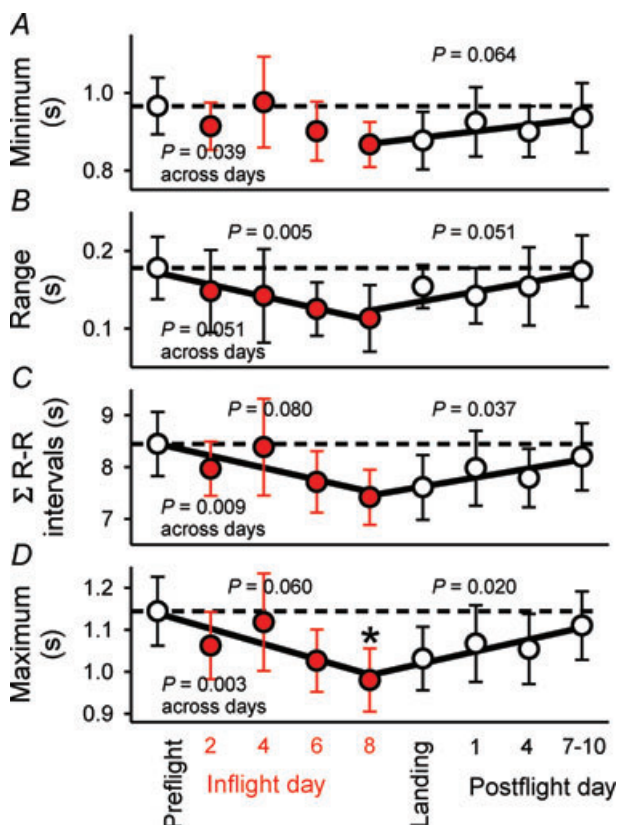 A
Minimum
(s)
1.0
0.8
P = 0.064
P = 0.039
across days
B
Range
(s)
0.2
0.1
P = 0.005
P = 0.051
P = 0.051
across days
C
Σ R-R
intervals (s)
9
8
7
P = 0.080
P = 0.037
P = 0.009
across days
D
Maximum
(s)
1.2
1.1
1.0
0.9
P = 0.060
P = 0.020
*
P = 0.003
across days
Preflight
2 4 6 8
Inflight day
Landing
1 4 7-10
Postflight day